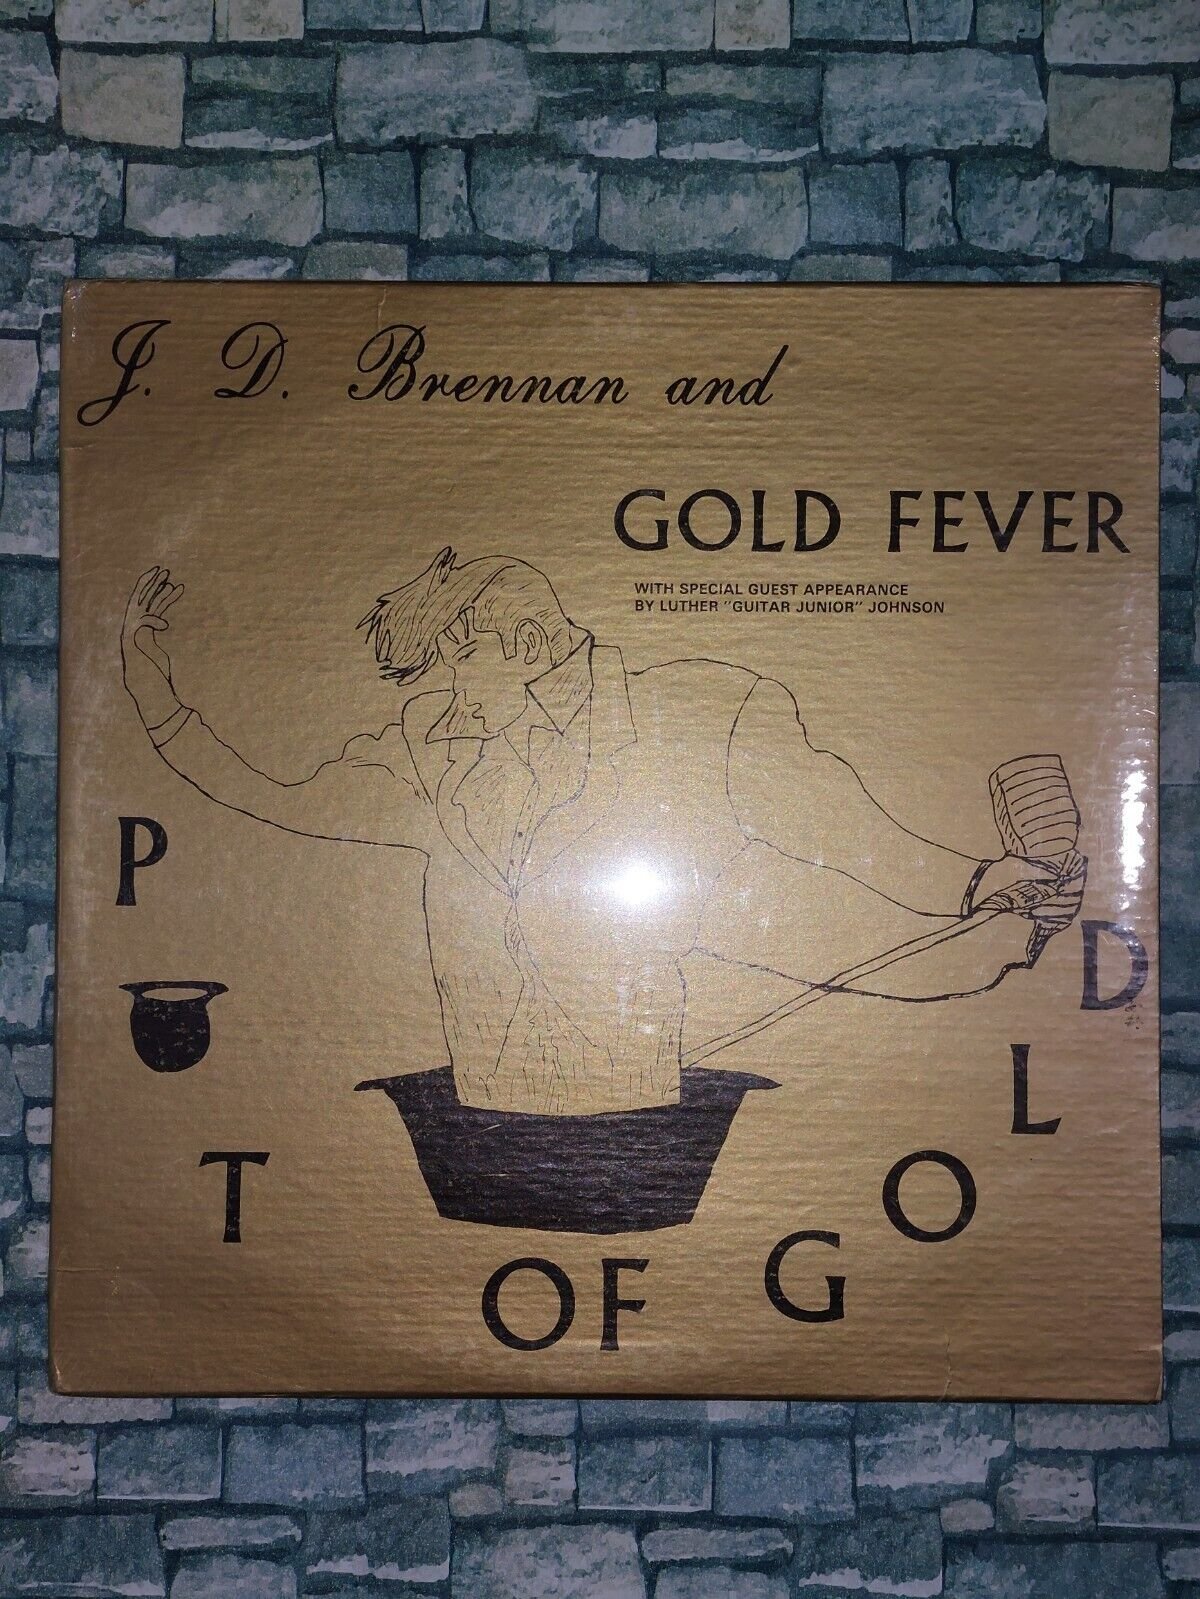 J. D. Brennan and
GOLD FEVER
WITH SPECIAL GUEST APPEARANCE
BY LUTHER "GUITAR JUNIOR" JOHNSON
P T
OF
GOLD